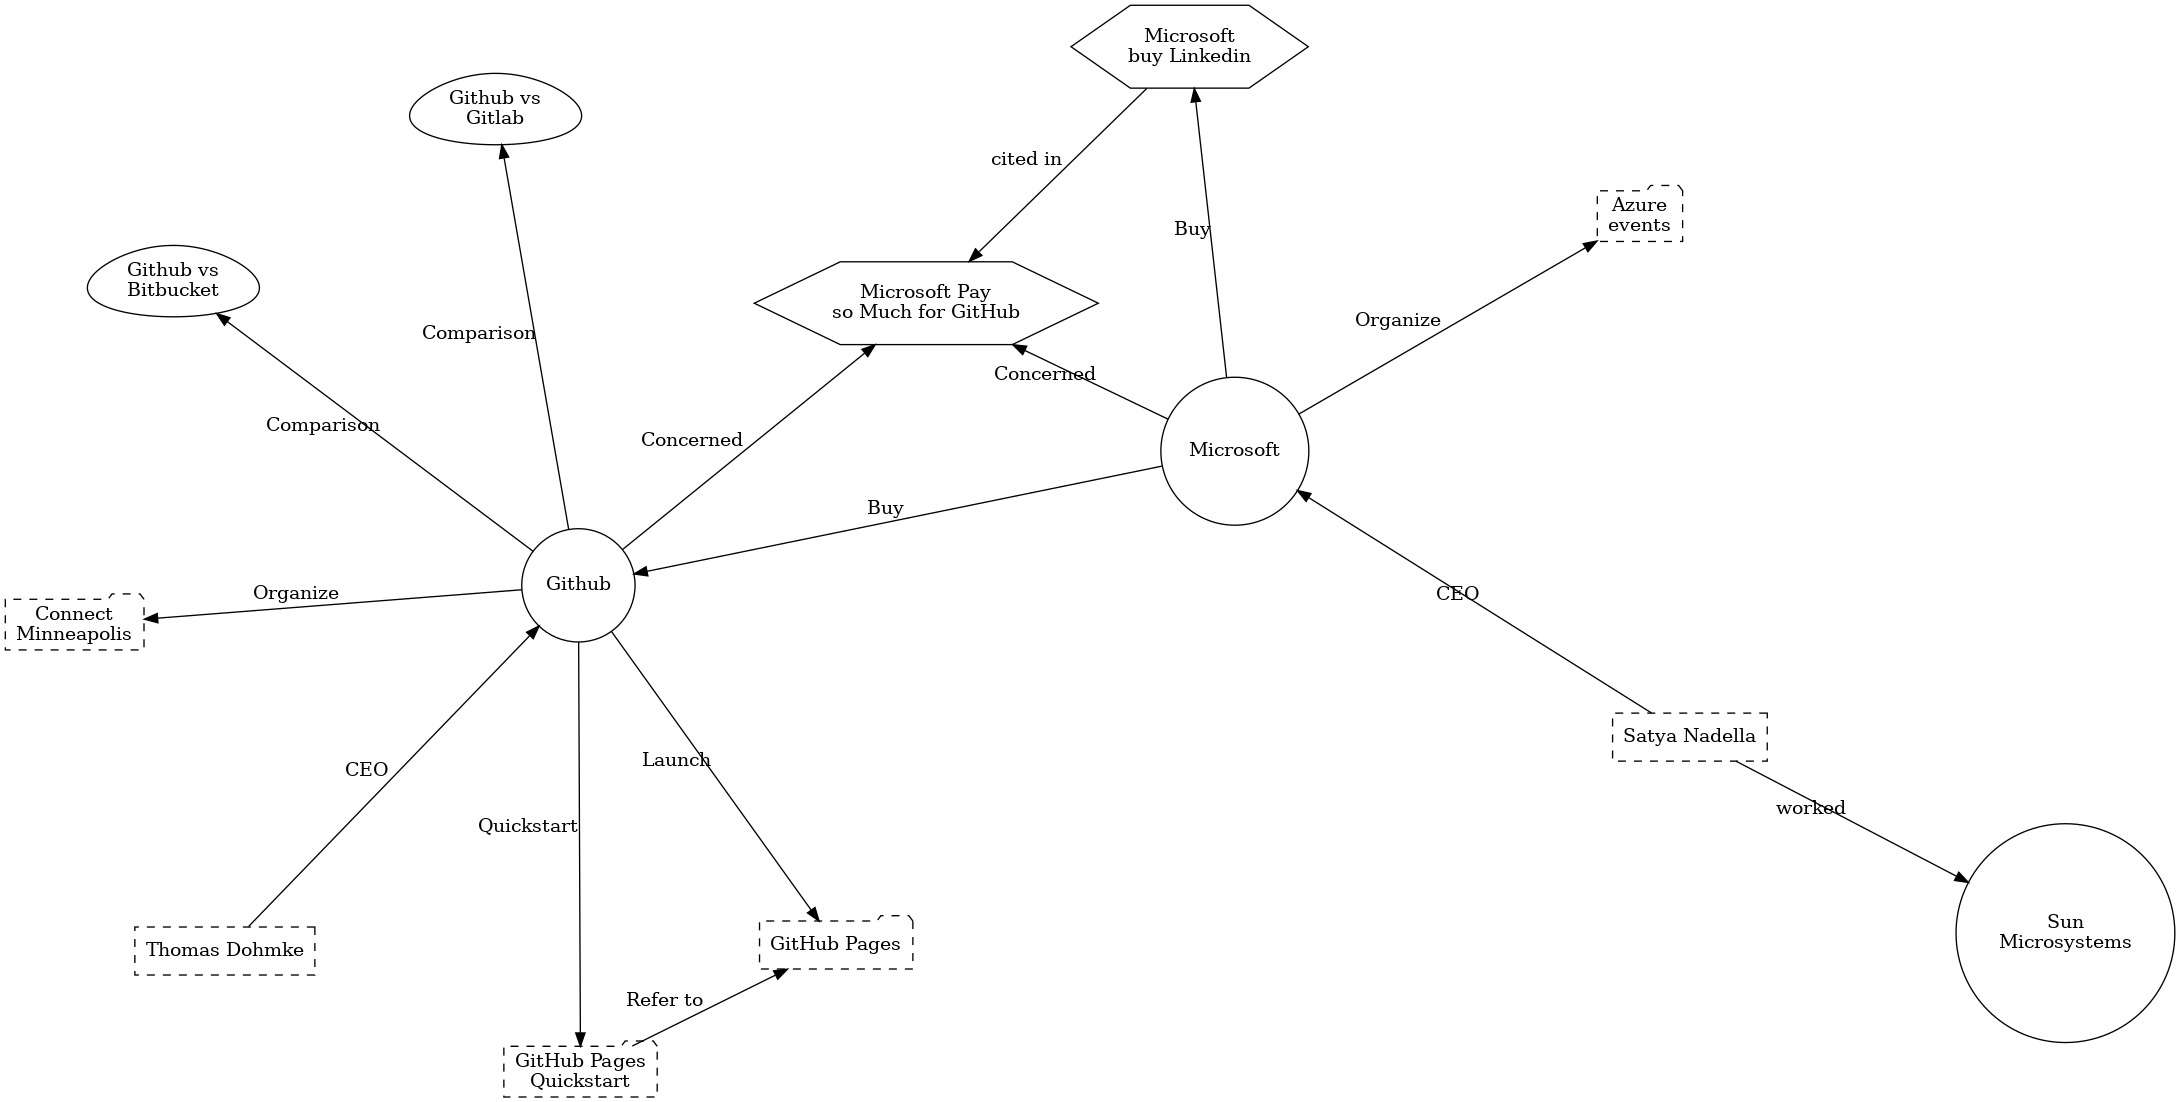 Microsoft
buy Linkedin
Github vs
Gitlab
cited in
Azure
events
Buy
Github vs
Bitbucket
Microsoft Pay
so Much for GitHub
Organize
Comparison
Concerned
Comparison
Concerned
Microsoft
Buy
Github
Organize
CEO
Connect
Minneapolis
Satya Nadella
Launch
CEO
worked
Quickstart
Sun
Microsystems
Thomas Dohmke
GitHub Pages
Refer to
GitHub Pages
Quickstart